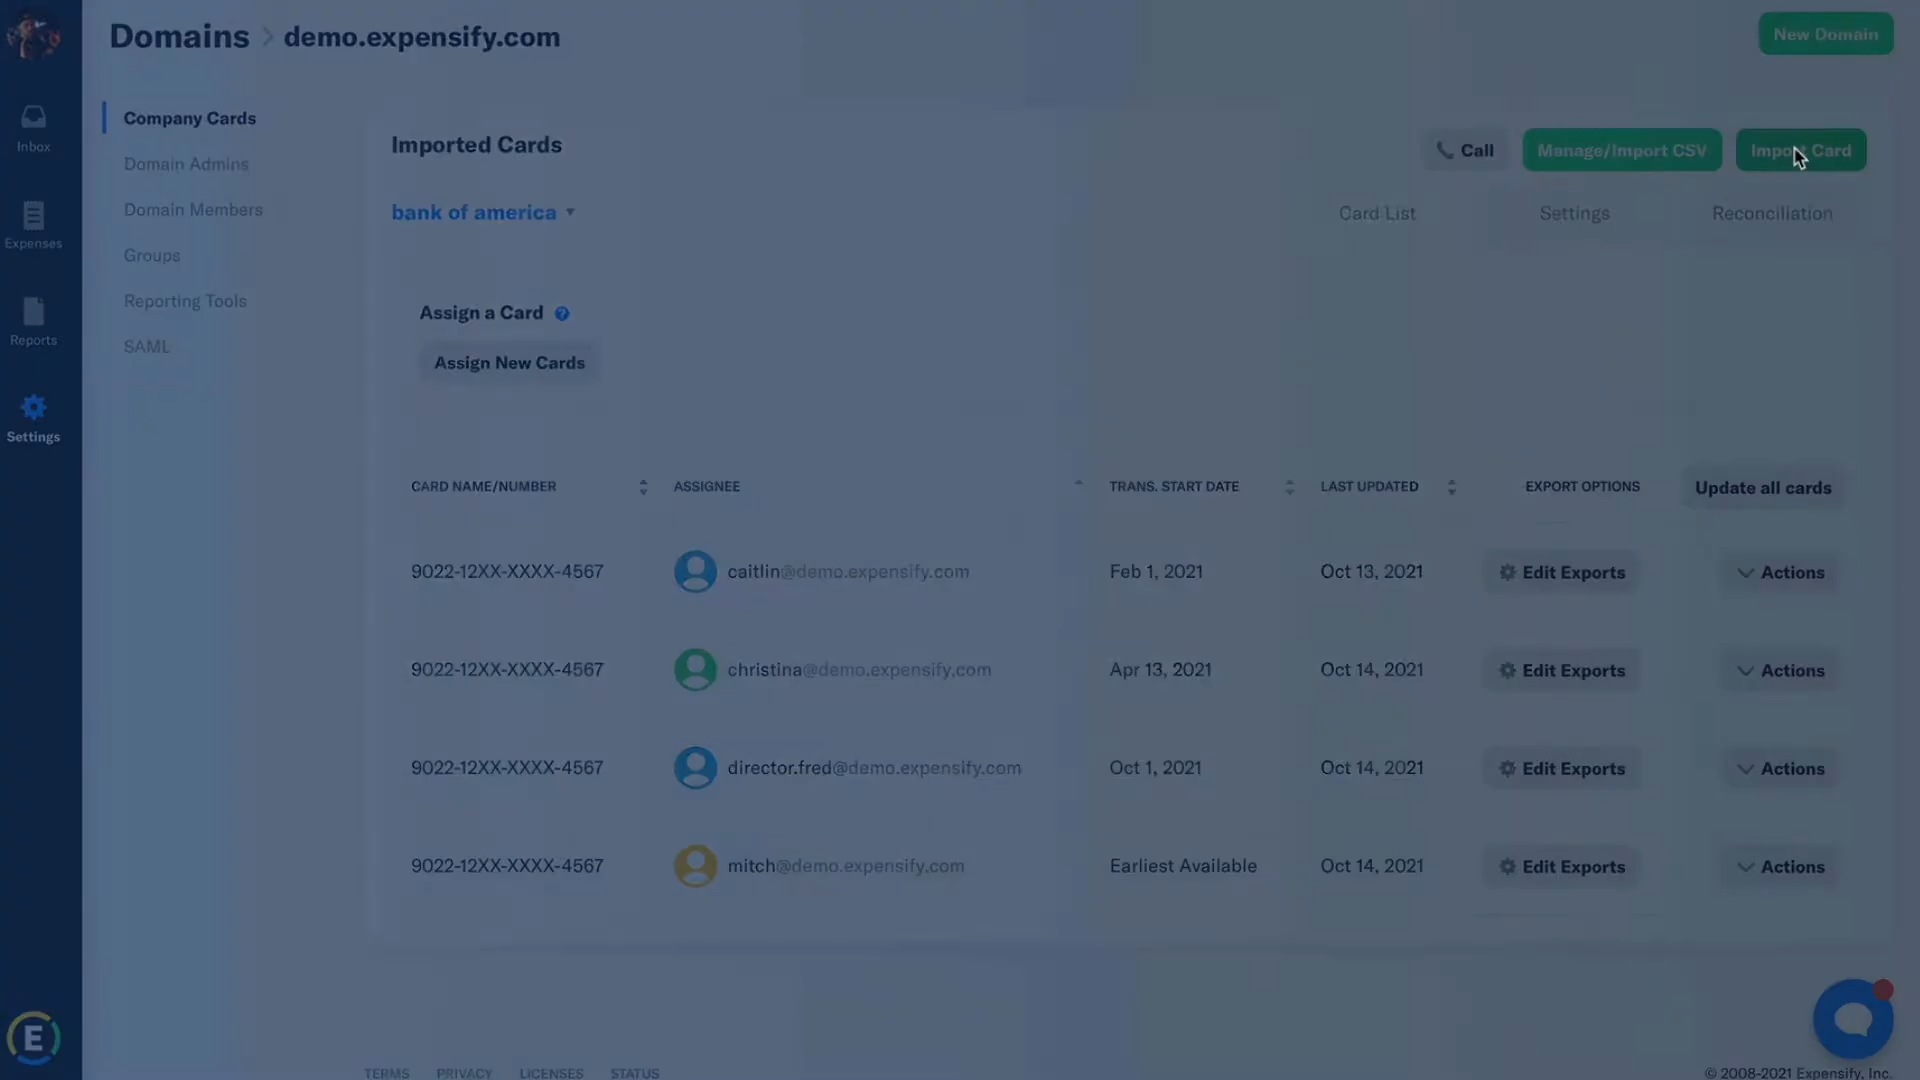 Domains > demo.expensify.com
New Domain
Inbox
Expenses
Reports
Settings
Company Cards
Domain Admins
Domain Members
Groups
Reporting Tools
SAML
Imported Cards
Call
Manage/Import CSV
Import Card
bank of america
Card List
Settings
Reconciliation
Assign a Card ?
Assign New Cards
CARD NAME/NUMBER ASSIGNEE TRANS. START DATE LAST UPDATED EXPORT OPTIONS Update all cards
9022-12XX-XXXX-4567 caitlin@demo.expensify.com Feb 1, 2021 Oct 13, 2021 Edit Exports Actions
9022-12XX-XXXX-4567 christina@demo.expensify.com Apr 13, 2021 Oct 14, 2021 Edit Exports Actions
9022-12XX-XXXX-4567 director.fred@demo.expensify.com Oct 1, 2021 Oct 14, 2021 Edit Exports Actions
9022-12XX-XXXX-4567 mitch@demo.expensify.com Earliest Available Oct 14, 2021 Edit Exports Actions
E
TERMS PRIVACY LICENSES STATUS
© 2008-2021 Expensify, Inc.